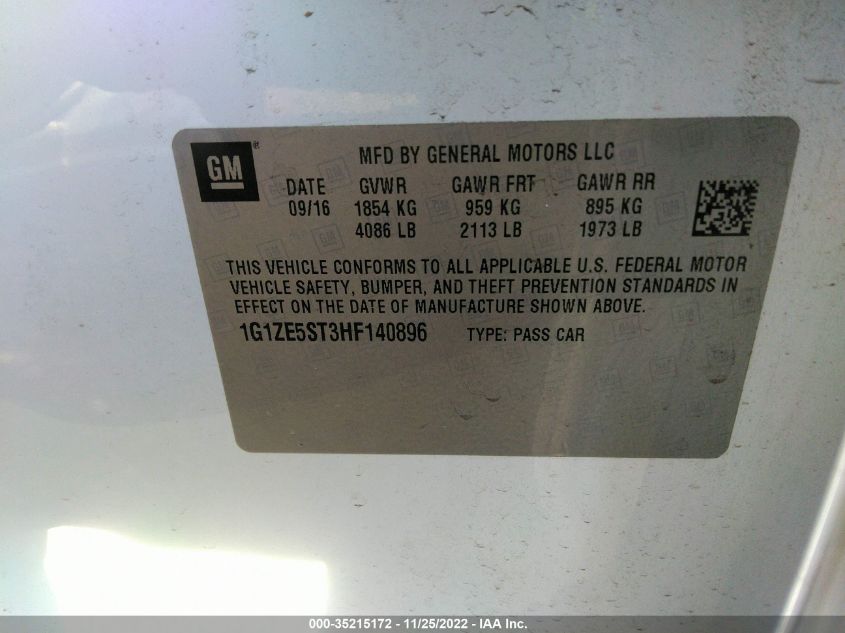 GM ® MFD BY GENERAL MOTORS LLC
DATE GVWR GAWR FRT GAWR RR
09/16 1854 KG 959 KG 895 KG
4086 LB 2113 LB 1973 LB
THIS VEHICLE CONFORMS TO ALL APPLICABLE U.S. FEDERAL MOTOR
VEHICLE SAFETY, BUMPER, AND THEFT PREVENTION STANDARDS IN
EFFECT ON THE DATE OF MANUFACTURE SHOWN ABOVE.
1G1ZE5ST3HF140896 TYPE: PASS CAR
000-35215172 - 11/25/2022 - IAA Inc.